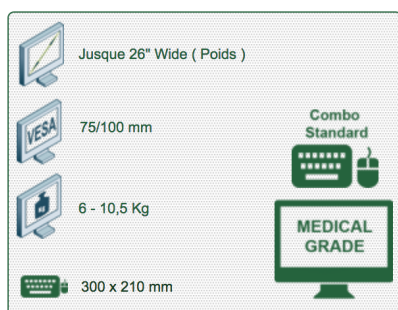 Jusque 26" Wide ( Poids )
VESA
75/100 mm
6 - 10,5 Kg
300 x 210 mm
Combo
Standard
MEDICAL
GRADE